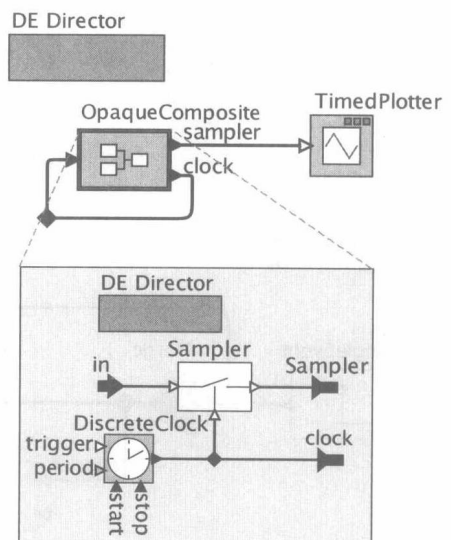 DE Director
OpaqueComposite
TimedPlotter
sampler
clock
DE Director
Sampler
in
Sampler
DiscreteClock
trigger
clock
period
start
stop